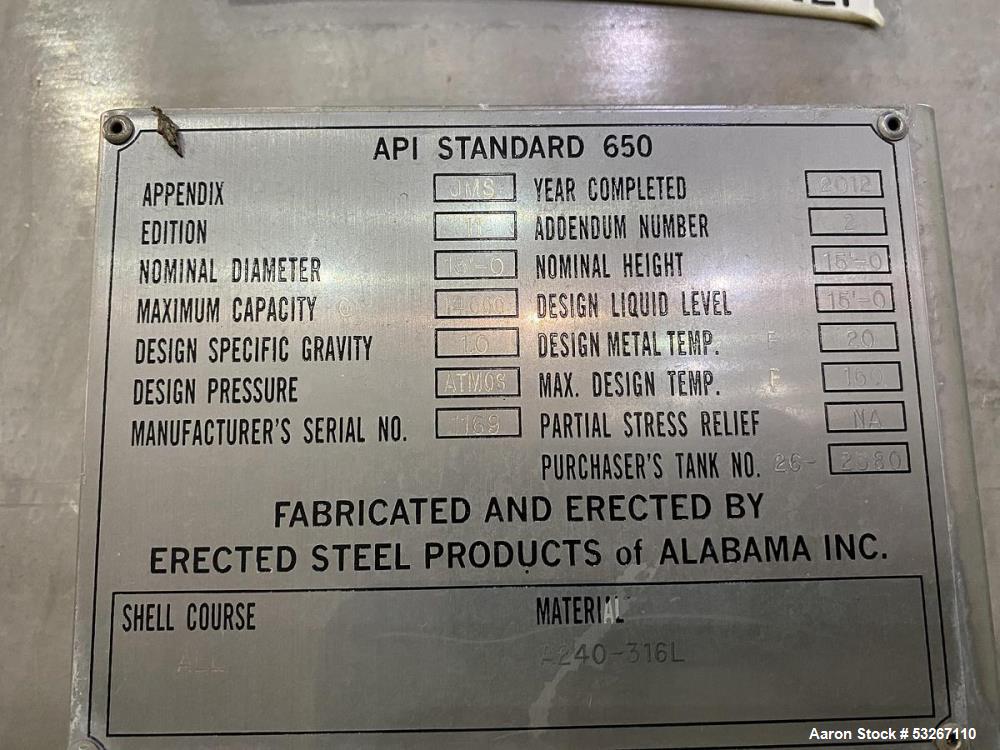 API STANDARD 650
APPENDIX JMS YEAR COMPLETED 2012
EDITION 11 ADDENDUM NUMBER 2
NOMINAL DIAMETER NOMINAL HEIGHT 15'-0
MAXIMUM CAPACITY DESIGN LIQUID LEVEL 15'-0
DESIGN SPECIFIC GRAVITY 1.0 DESIGN METAL TEMP. F 20
DESIGN PRESSURE ATMOS MAX. DESIGN TEMP. F 160
MANUFACTURER'S SERIAL NO. PARTIAL STRESS RELIEF NA
PURCHASER'S TANK NO. 26-
FABRICATED AND ERECTED BY
ERECTED STEEL PRODUCTS of ALABAMA INC.
SHELL COURSE MATERIAL
ALL A240-316L
Aaron Stock # 53267110